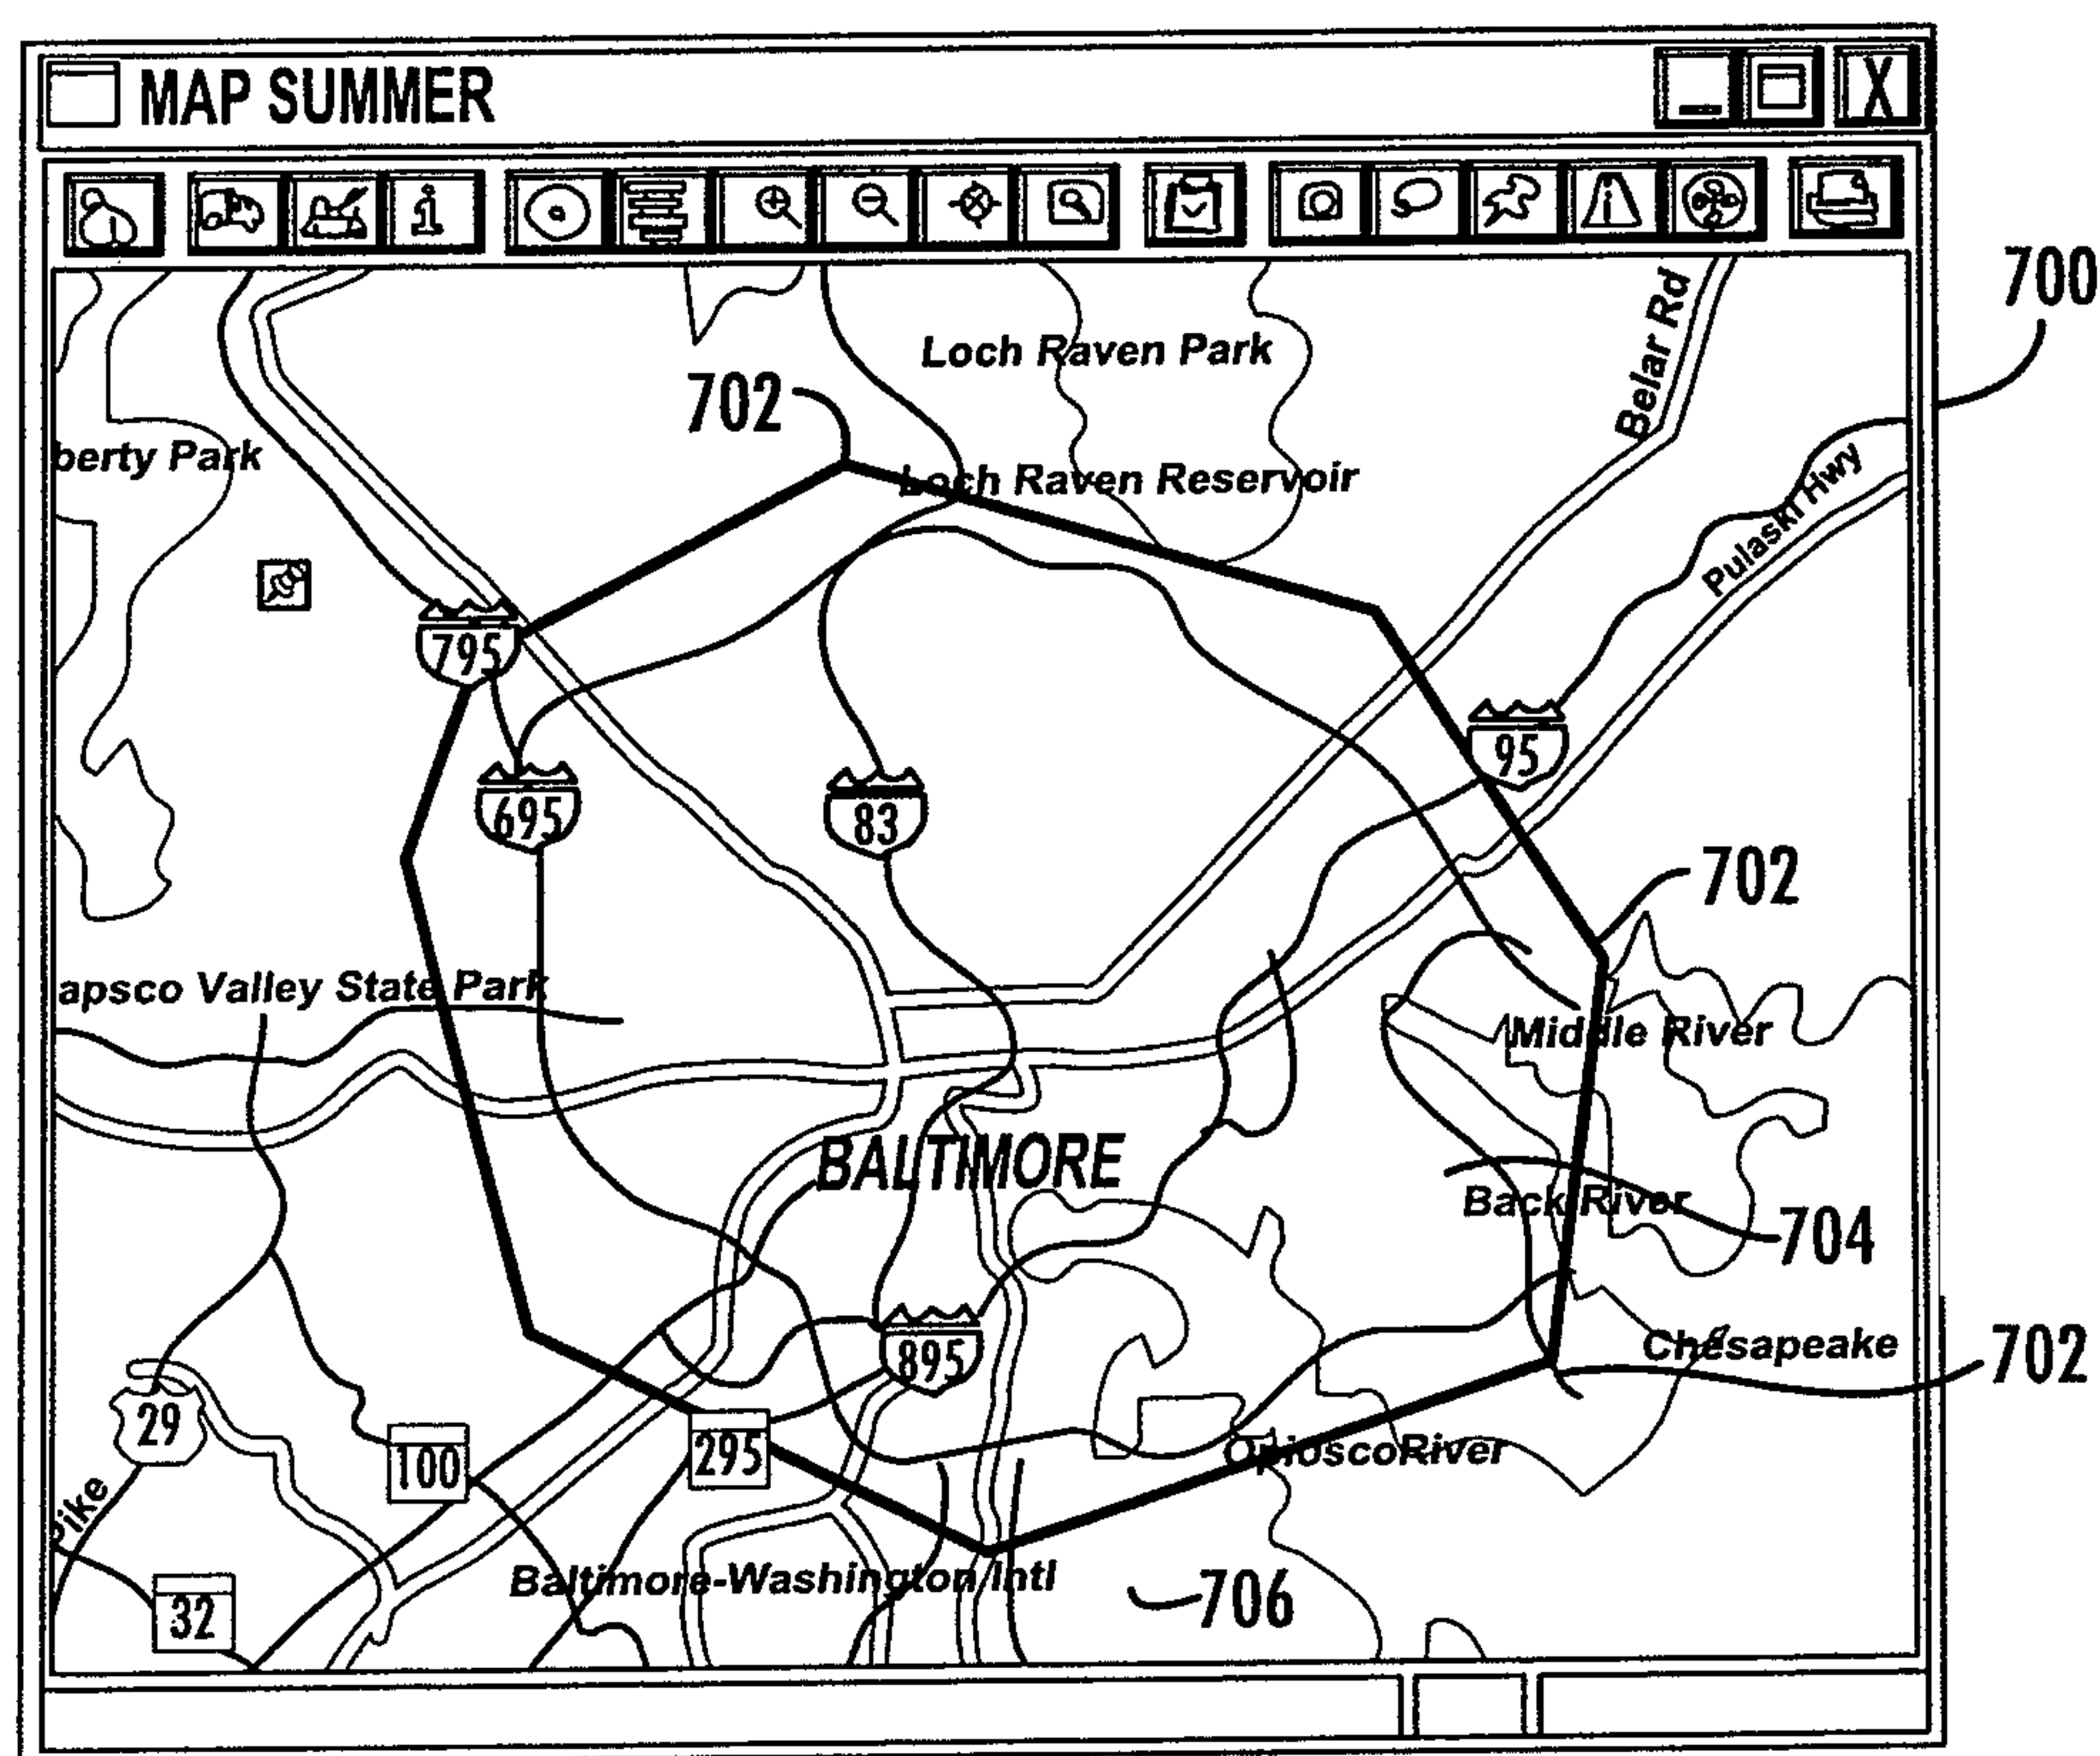 MAP SUMMER
X
700
Loch Raven Park
Belar Rd
702
berty Park
Loch Raven Reservoir
Pulaski Hwy
795
95
695
83
702
apsco Valley State Park
Middle River
BALTIMORE
Back River
704
Chesapeake
702
895
29
100
295
River
Pike
Baltimore-Washington Intl
706
32